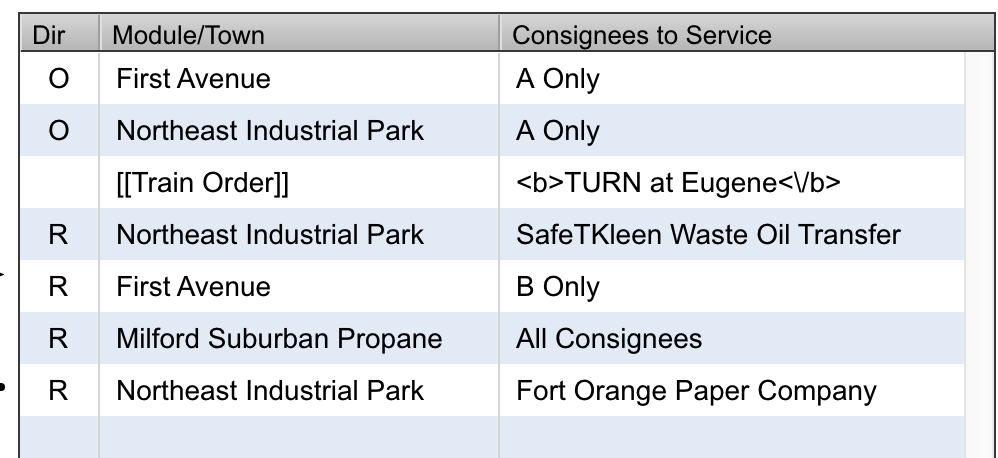 Dir Module/Town Consignees to Service
O First Avenue A Only
O Northeast Industrial Park A Only
[[Train Order]] <b>TURN at Eugene<\/b>
R Northeast Industrial Park SafeTKleen Waste Oil Transfer
R First Avenue B Only
R Milford Suburban Propane All Consignees
R Northeast Industrial Park Fort Orange Paper Company